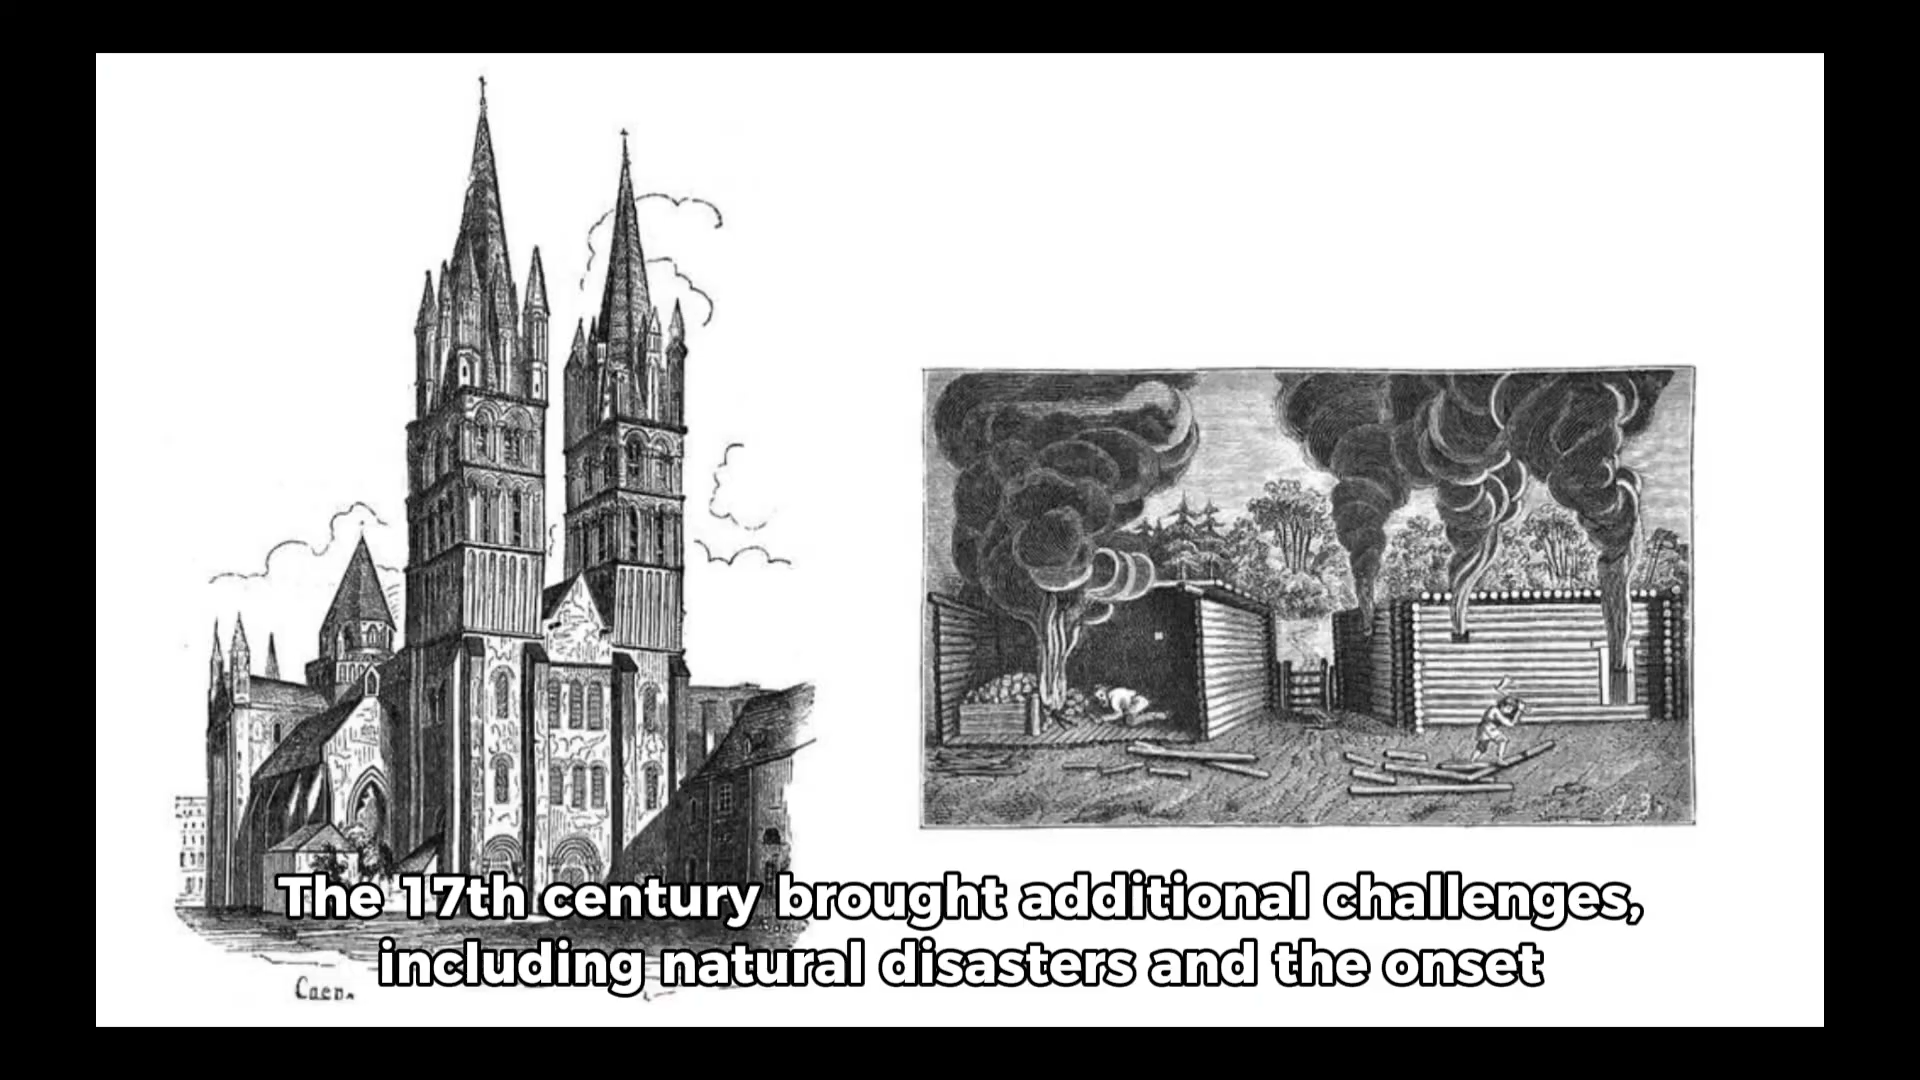 The 17th century brought additional challenges,
including natural disasters and the onset
Caen.